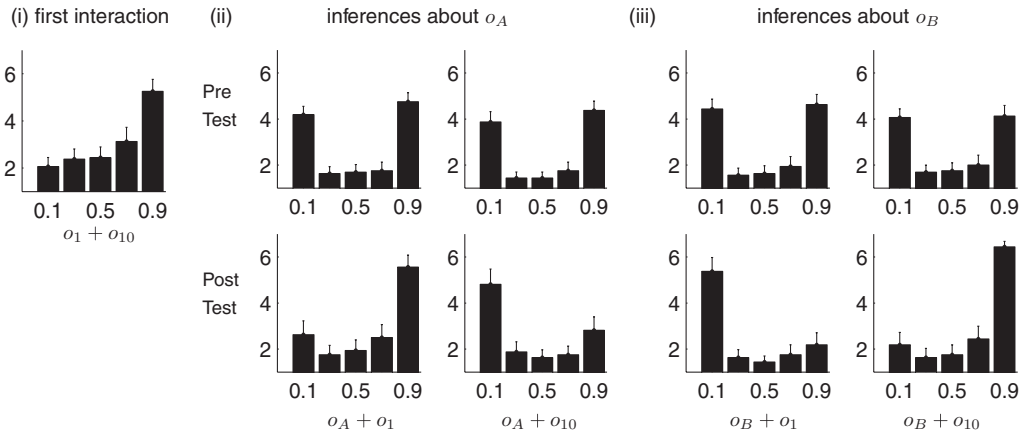 (i) first interaction
(ii)
inferences about o_A
(iii)
inferences about o_B
6
4
2
0.1 0.5 0.9
o_1 + o_10
Pre
Test
6
4
2
0.1 0.5 0.9
6
4
2
0.1 0.5 0.9
6
4
2
0.1 0.5 0.9
6
4
2
0.1 0.5 0.9
Post
Test
6
4
2
0.1 0.5 0.9
o_A + o_1
6
4
2
0.1 0.5 0.9
o_A + o_10
6
4
2
0.1 0.5 0.9
o_B + o_1
6
4
2
0.1 0.5 0.9
o_B + o_10